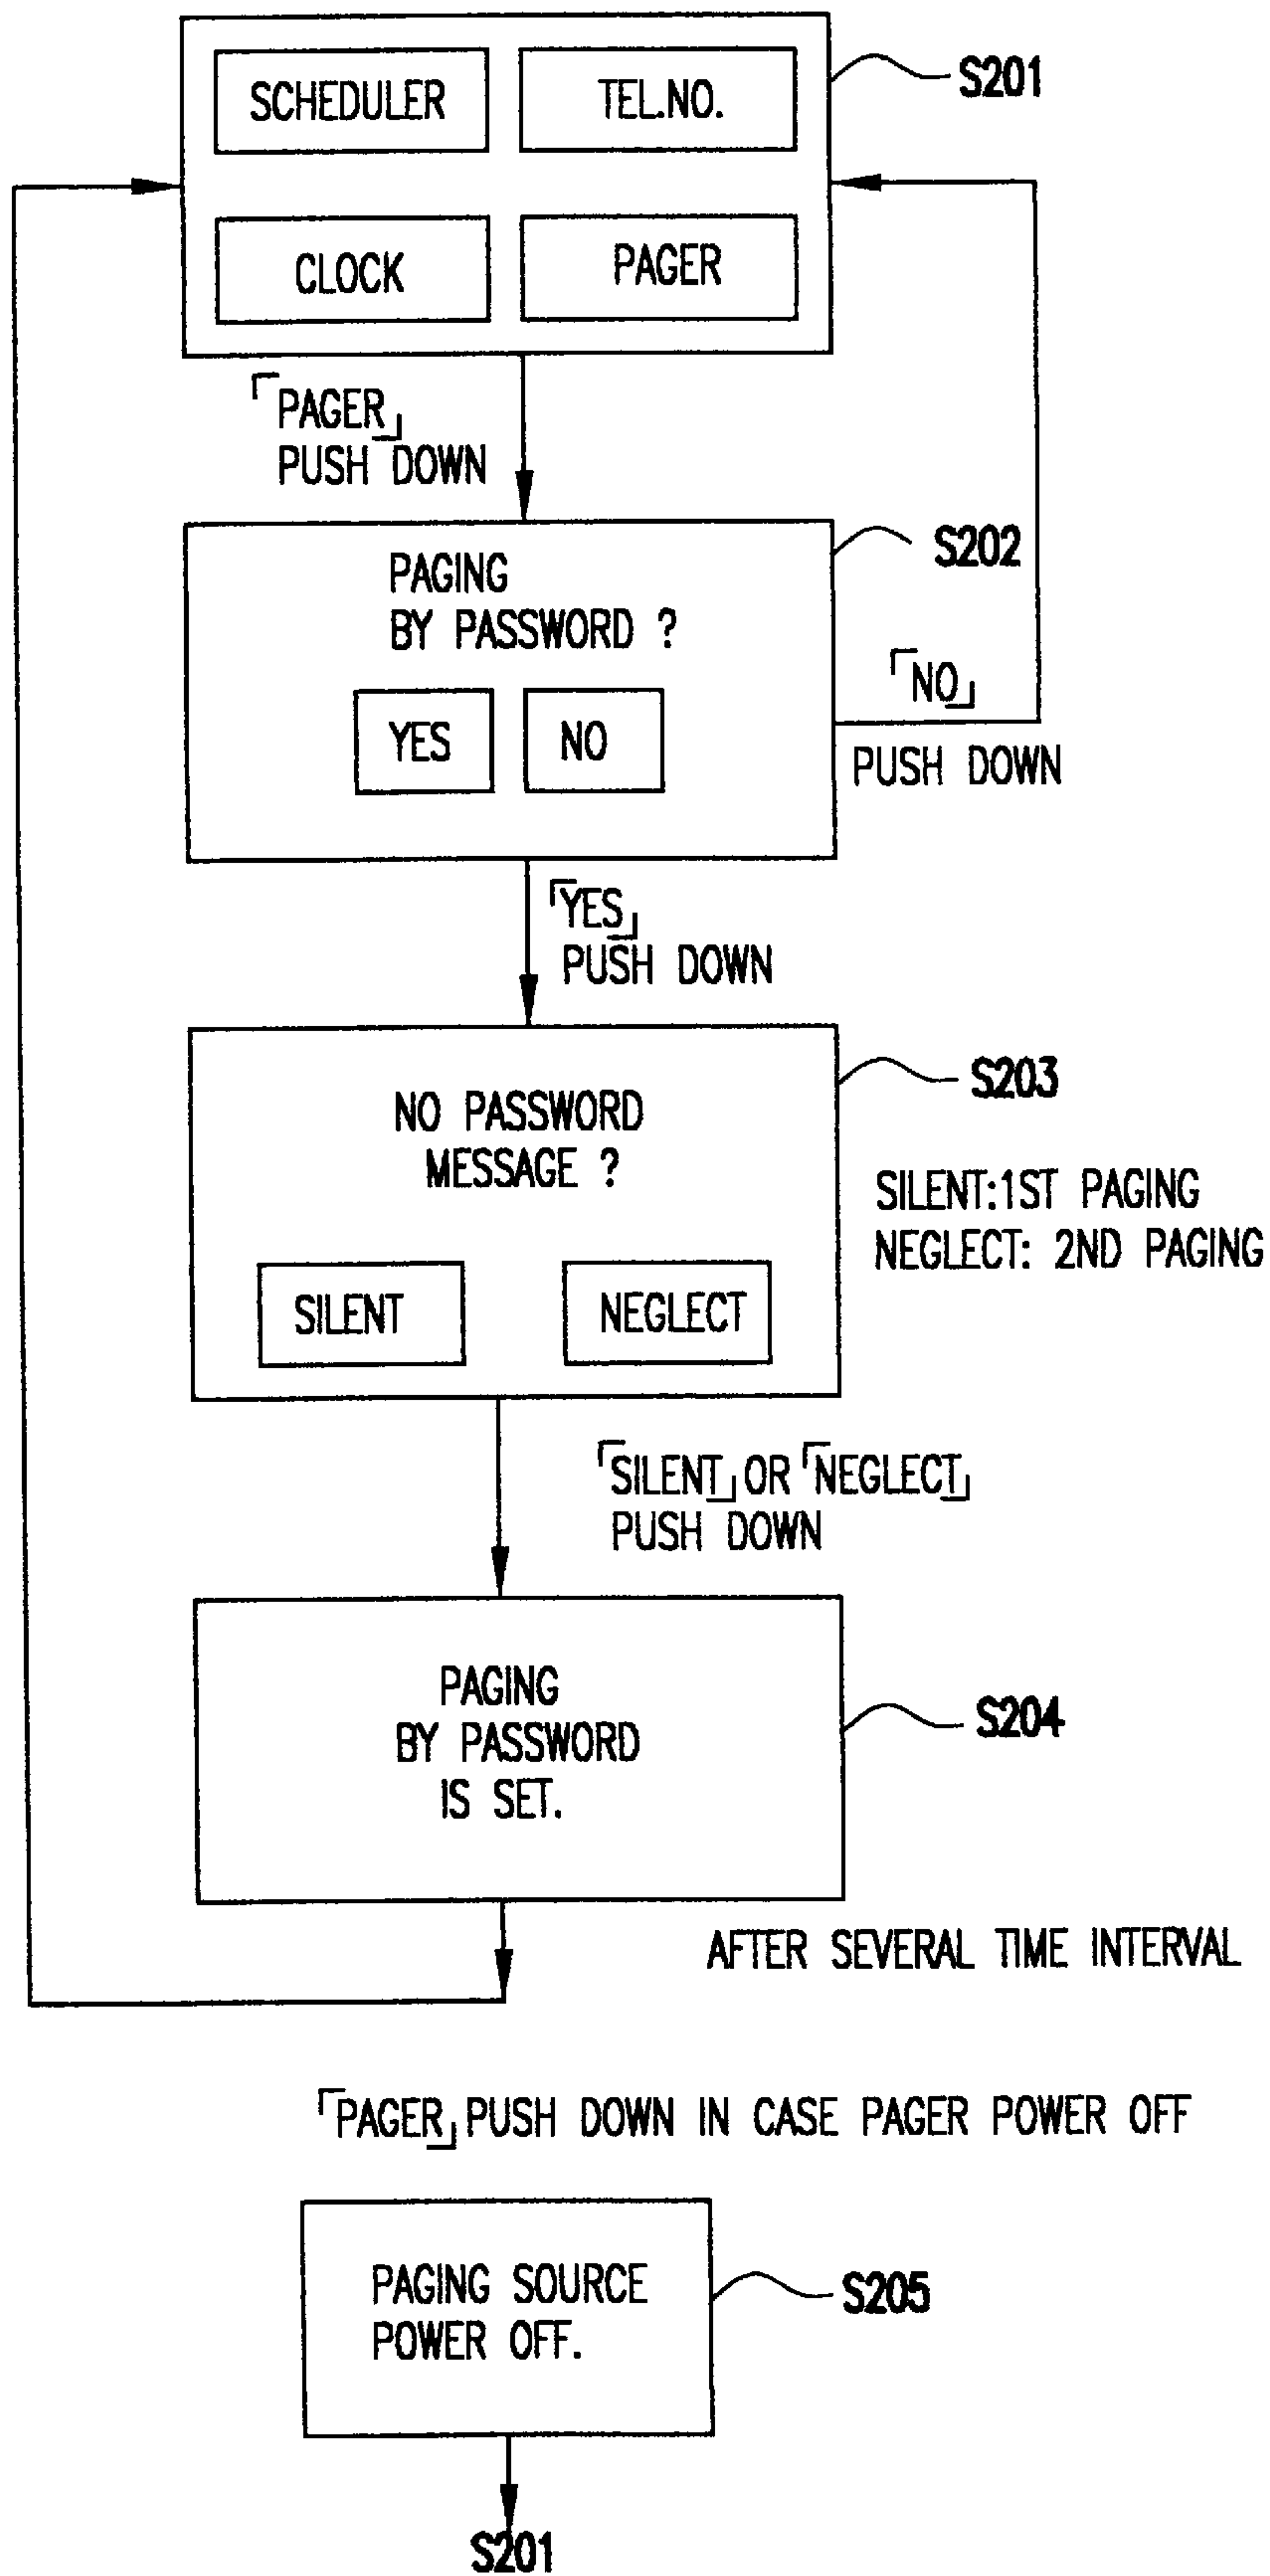 SCHEDULER
TEL.NO.
S201
CLOCK
PAGER
「PAGER」
PUSH DOWN
S202
PAGING
BY PASSWORD ?
YES
NO
「NO」
PUSH DOWN
「YES」
PUSH DOWN
S203
NO PASSWORD
MESSAGE ?
SILENT:1ST PAGING
NEGLECT: 2ND PAGING
SILENT
NEGLECT
「SILENT」OR「NEGLECT」
PUSH DOWN
S204
PAGING
BY PASSWORD
IS SET.
AFTER SEVERAL TIME INTERVAL
「PAGER」PUSH DOWN IN CASE PAGER POWER OFF
PAGING SOURCE
POWER OFF.
S205
S201